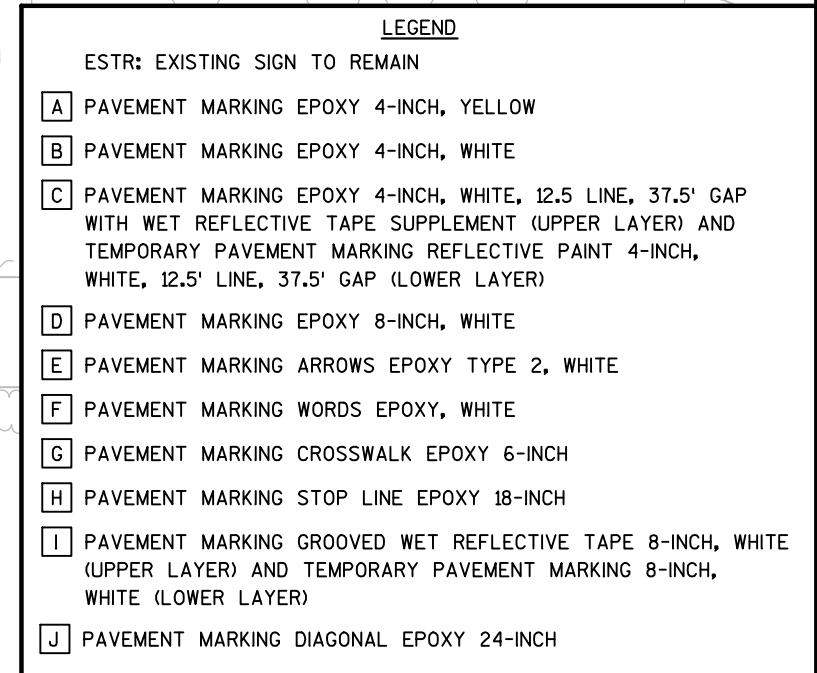 LEGEND
ESTR: EXISTING SIGN TO REMAIN
A PAVEMENT MARKING EPOXY 4-INCH, YELLOW
B PAVEMENT MARKING EPOXY 4-INCH, WHITE
C PAVEMENT MARKING EPOXY 4-INCH, WHITE, 12.5 LINE, 37.5' GAP
WITH WET REFLECTIVE TAPE SUPPLEMENT (UPPER LAYER) AND
TEMPORARY PAVEMENT MARKING REFLECTIVE PAINT 4-INCH,
WHITE, 12.5' LINE, 37.5' GAP (LOWER LAYER)
D PAVEMENT MARKING EPOXY 8-INCH, WHITE
E PAVEMENT MARKING ARROWS EPOXY TYPE 2, WHITE
F PAVEMENT MARKING WORDS EPOXY, WHITE
G PAVEMENT MARKING CROSSWALK EPOXY 6-INCH
H PAVEMENT MARKING STOP LINE EPOXY 18-INCH
I PAVEMENT MARKING GROOVED WET REFLECTIVE TAPE 8-INCH, WHITE
(UPPER LAYER) AND TEMPORARY PAVEMENT MARKING 8-INCH,
WHITE (LOWER LAYER)
J PAVEMENT MARKING DIAGONAL EPOXY 24-INCH